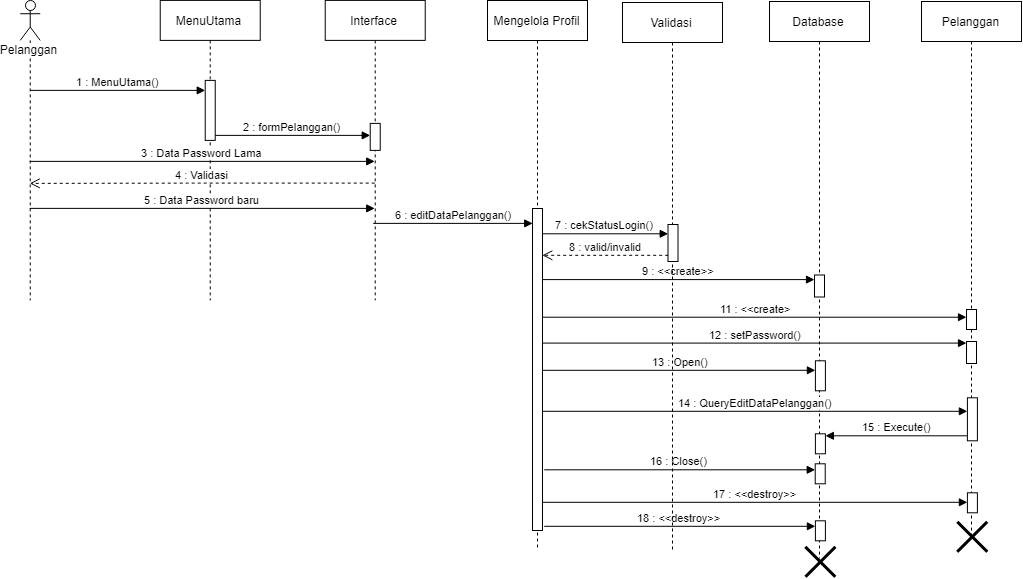 MenuUtama
Interface
Mengelola Profil
Validasi
Database
Pelanggan
Pelanggan
1 : MenuUtama()
2 : formPelanggan()
3 : Data Password Lama
4 : Validasi
5 : Data Password baru
6 : editDataPelanggan()
7 : cekStatusLogin()
8 : valid/invalid
9 : <<create>>
11 : <<create>
12 : setPassword()
13 : Open()
14 : QueryEditDataPelanggan()
15 : Execute()
16 : Close()
17 : <<destroy>>
18 : <<destroy>>